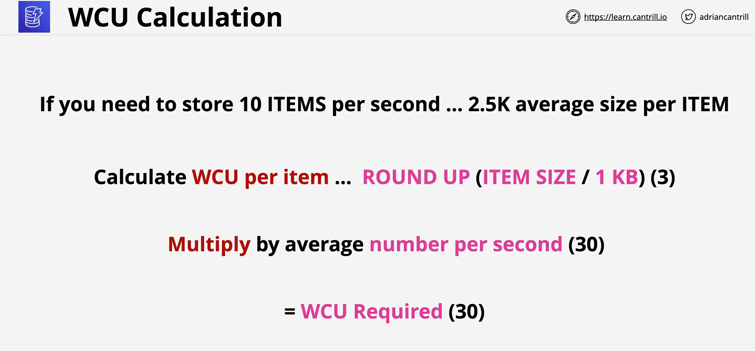 WCU Calculation
https://learn.cantrill.io
adriancantrill
If you need to store 10 ITEMS per second ... 2.5K average size per ITEM
Calculate WCU per item ... ROUND UP (ITEM SIZE / 1 KB) (3)
Multiply by average number per second (30)
= WCU Required (30)